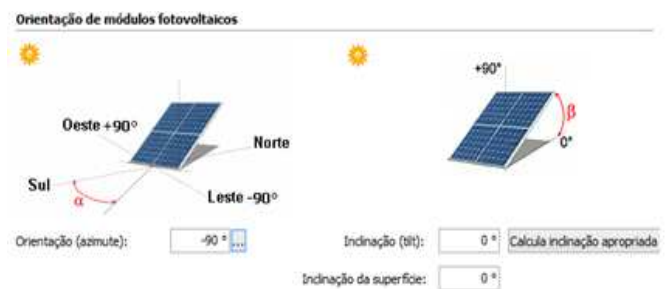 Orientação de módulos fotovoltaicos
Oeste +90°
Norte
Sul
α
Leste -90°
+90°
β
0°
Orientação (azimute): -90 ° ...
Inclinação (tilt): 0 ° Calcula inclinação apropriada
Inclinação da superfície: 0 °